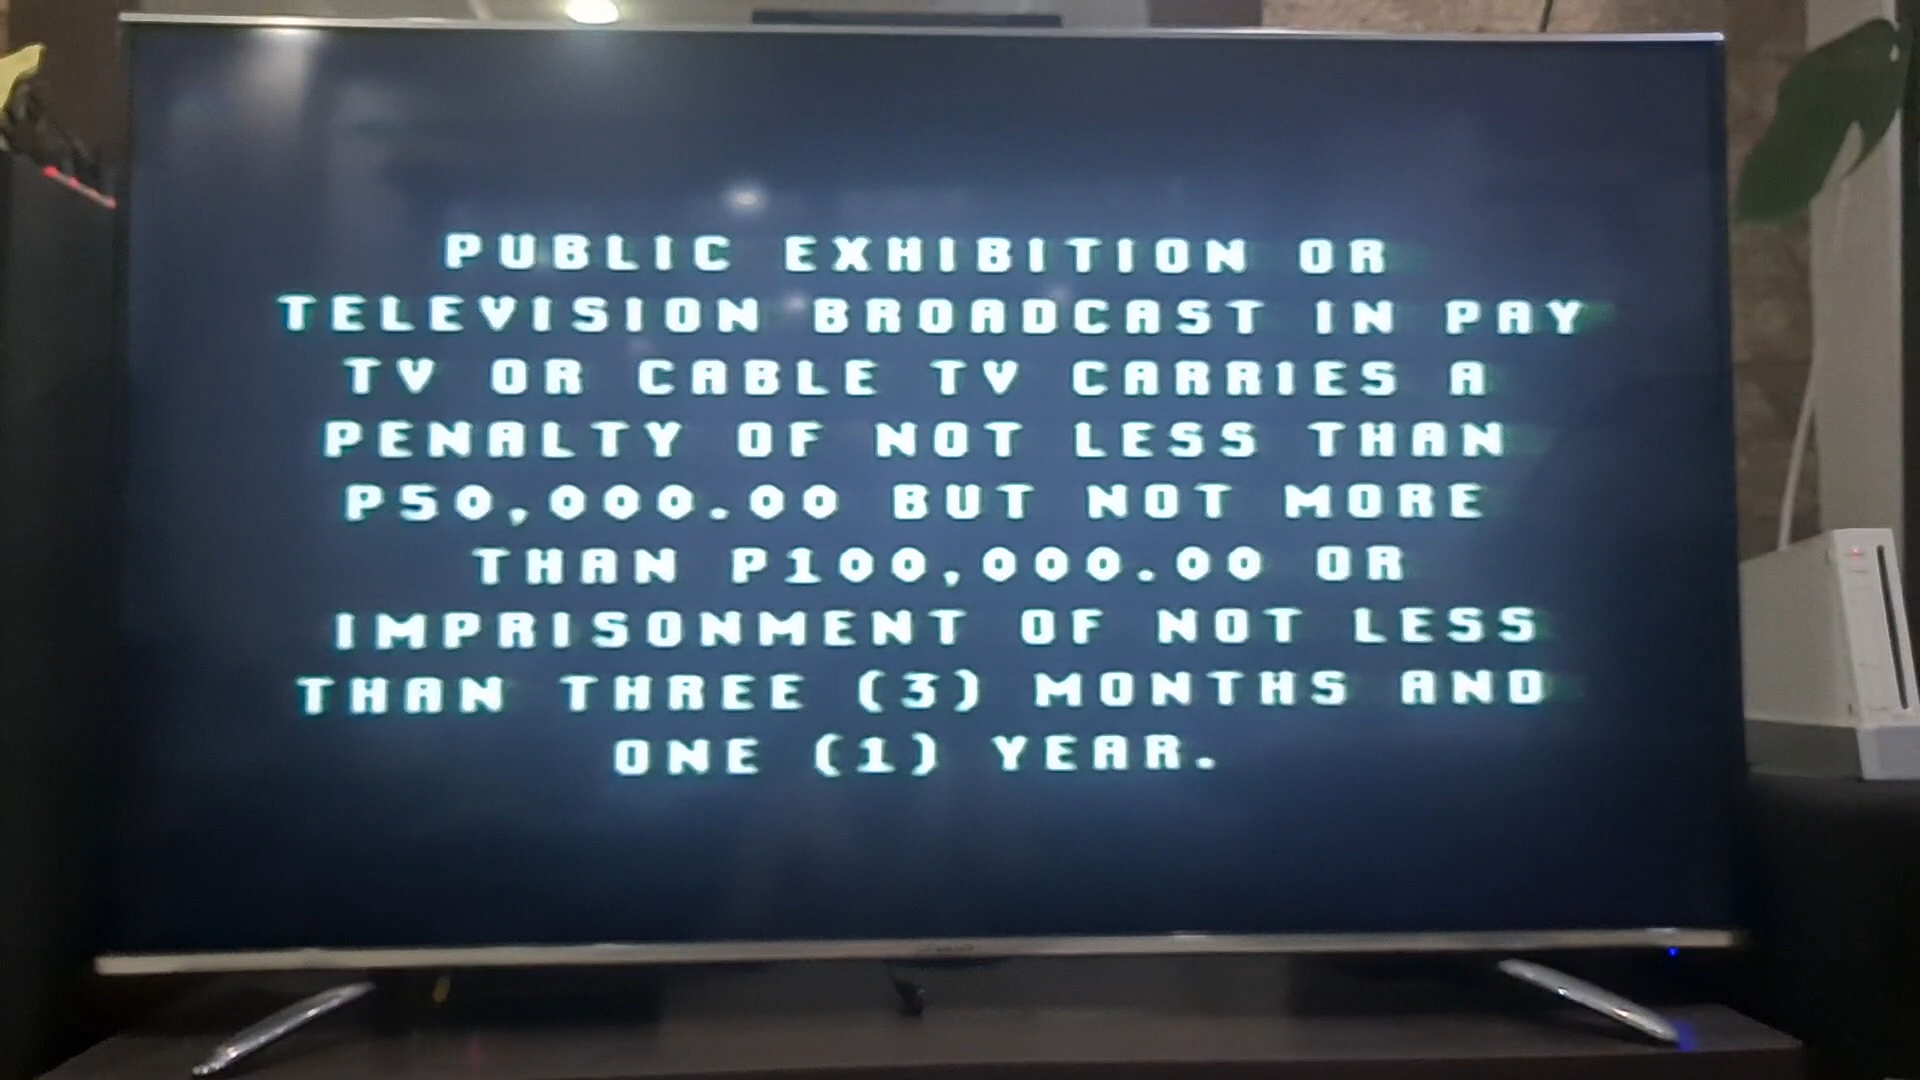 PUBLIC EXHIBITION OR
TELEVISION BROADCAST IN PAY
TV OR CABLE TV CARRIES A
PENALTY OF NOT LESS THAN
P50,000.00 BUT NOT MORE
THAN P100,000.00 OR
IMPRISONMENT OF NOT LESS
THAN THREE (3) MONTHS AND
ONE (1) YEAR.